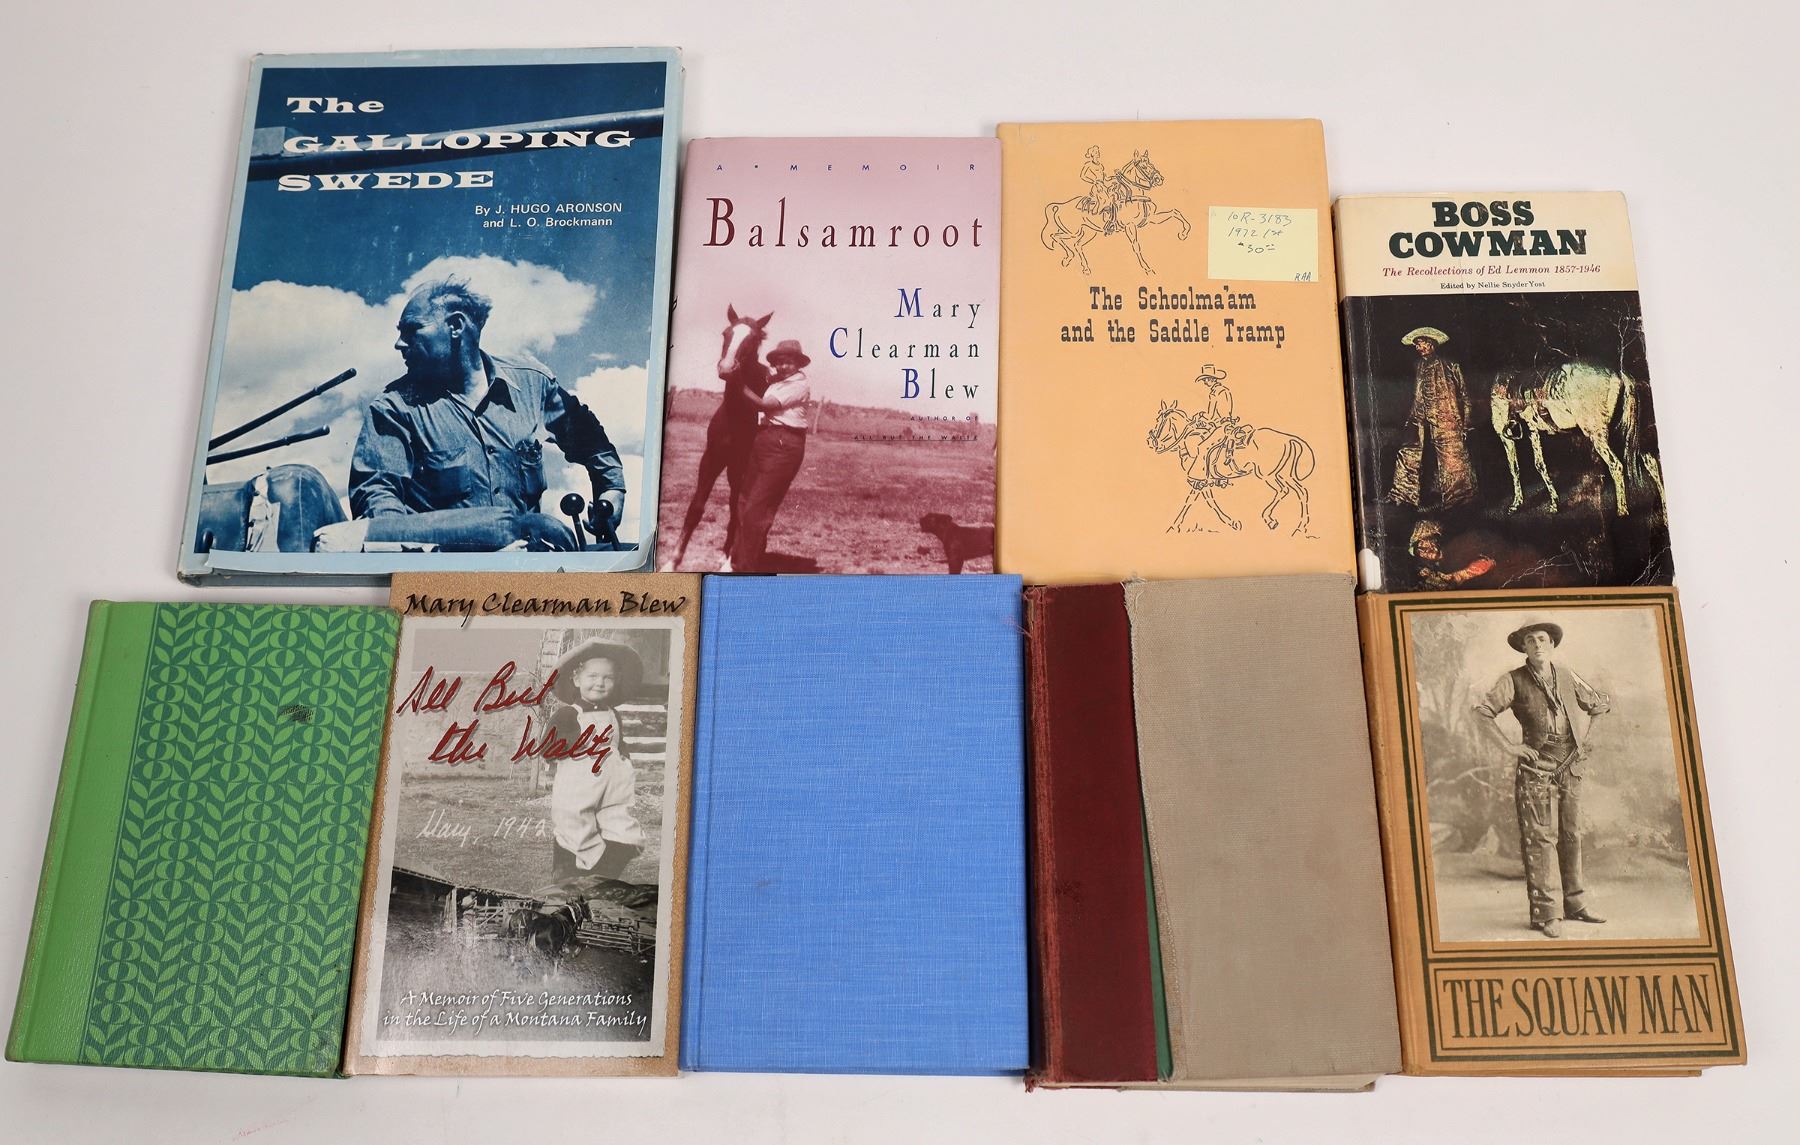 The
GALLOPING
SWEDE
By J. HUGO ARONSON
and L. O. Brockmann
A • MEMOIR
Balsamroot
Mary
Clearman
Blew
AUTHOR OF
ALL BUT THE WALTZ
10R-3183
1972 1st
$30.00
RAA
The Schoolma'am
and the Saddle Tramp
BOSS
COWMAN
The Recollections of Ed Lemmon 1857-1946
Edited by Nellie Snyder Yost
Mary Clearman Blew
All But
the Waltz
Mary, 1942
A Memoir of Five Generations
in the Life of a Montana Family
THE SQUAW MAN